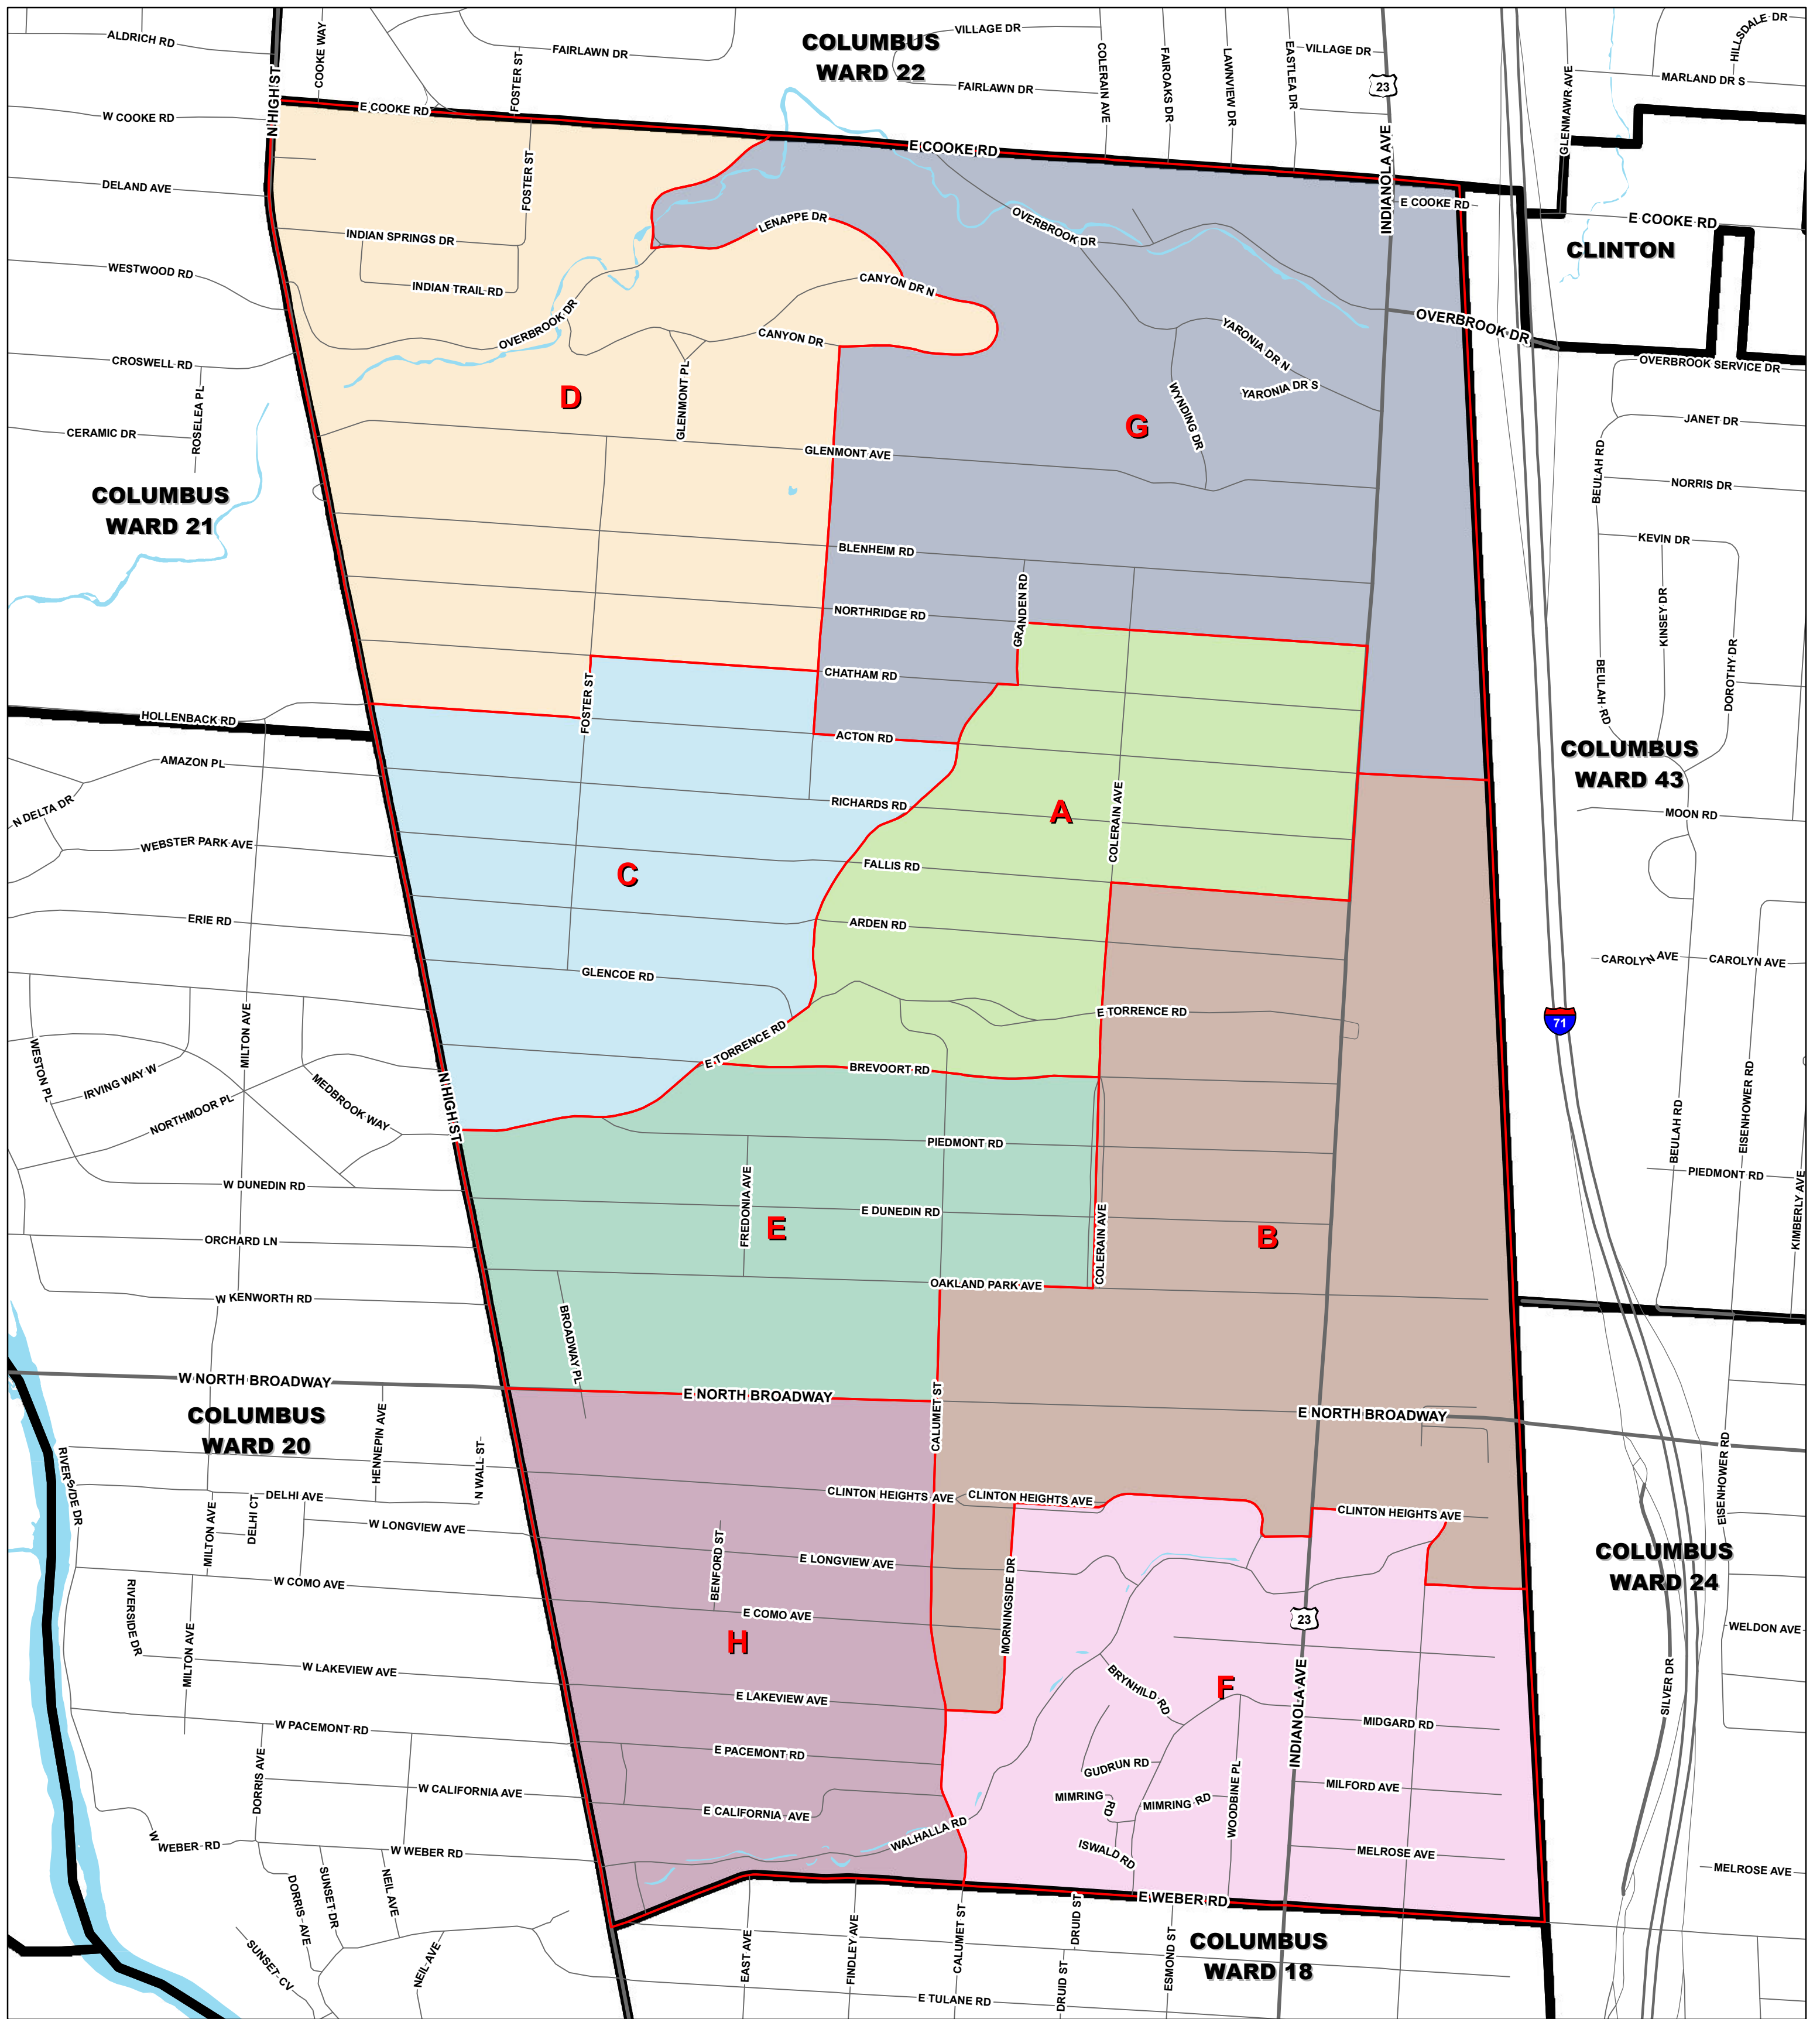 ALDRICH RD
COOKE WAY
FOSTER ST
FAIRLAWN DR
COLUMBUS
WARD 22
VILLAGE DR
FAIRLAWN DR
COLERAIN AVE
FAIROAKS DR
LAWNVIEW DR
EASTLEA DR
VILLAGE DR
23
HILLSDALE DR
MARLAND DR S
GLENMAWR AVE
N HIGH ST
E COOKE RD
W COOKE RD
E COOKE RD
INDIANOLA AVE
E COOKE RD
E COOKE RD
CLINTON
DELAND AVE
FOSTER ST
LENAPPE DR
OVERBROOK DR
INDIAN SPRINGS DR
WESTWOOD RD
INDIAN TRAIL RD
CANYON DR N
OVERBROOK DR
CANYON DR
YARONIA DR N
YARONIA DR S
OVERBROOK DR
OVERBROOK SERVICE DR
CROSWELL RD
ROSELEA PL
GLENMONT PL
WYNDING DR
D
G
JANET DR
CERAMIC DR
GLENMONT AVE
BEULAH RD
NORRIS DR
COLUMBUS
WARD 21
BLENHEIM RD
KEVIN DR
GRANDEN RD
NORTHRIDGE RD
KINSEY DR
DOROTHY DR
BEULAH RD
CHATHAM RD
FOSTER ST
HOLLENBACK RD
ACTON RD
COLUMBUS
WARD 43
AMAZON PL
N DELTA DR
RICHARDS RD
A
COLERAIN AVE
MOON RD
WEBSTER PARK AVE
FALLIS RD
C
ERIE RD
ARDEN RD
CAROLYN AVE
CAROLYN AVE
GLENCOE RD
E TORRENCE RD
71
MILTON AVE
WESTON PL
E TORRENCE RD
BREVOORT RD
IRVING WAY W
NORTHMOOR PL
MEDBROOK WAY
N HIGH ST
BEULAH RD
EISENHOWER RD
PIEDMONT RD
PIEDMONT RD
KIMBERLY AVE
W DUNEDIN RD
FREDONIA AVE
E DUNEDIN RD
COLERAIN AVE
E
B
ORCHARD LN
OAKLAND PARK AVE
W KENWORTH RD
BROADWAY PL
W NORTH BROADWAY
E NORTH BROADWAY
CALUMET ST
E NORTH BROADWAY
COLUMBUS
WARD 20
HENNEPIN AVE
N WALL ST
RIVERSIDE DR
EISENHOWER RD
DELHI AVE
CLINTON HEIGHTS AVE
CLINTON HEIGHTS AVE
CLINTON HEIGHTS AVE
MILTON AVE
DELHI CT
W LONGVIEW AVE
BENFORD ST
E LONGVIEW AVE
COLUMBUS
WARD 24
RIVERSIDE DR
W COMO AVE
E COMO AVE
MORNINGSIDE DR
23
WELDON AVE
MILTON AVE
H
W LAKEVIEW AVE
E LAKEVIEW AVE
BRYNHILD RD
F
INDIANOLA AVE
SILVER DR
W PACEMONT RD
E PACEMONT RD
MIDGARD RD
DORRIS AVE
W CALIFORNIA AVE
E CALIFORNIA AVE
GUDRUN RD
MIMRING RD
MIMRING RD
WOODBINE PL
MILFORD AVE
WALHALLA RD
W WEBER RD
W WEBER RD
ISWALD RD
MELROSE AVE
MELROSE AVE
DORRIS AVE
SUNSET DR
NEIL AVE
E WEBER RD
SUNSET CV
NEIL AVE
EAST AVE
FINDLEY AVE
CALUMET ST
DRUID ST
DRUID ST
ESMOND ST
COLUMBUS
WARD 18
E TULANE RD